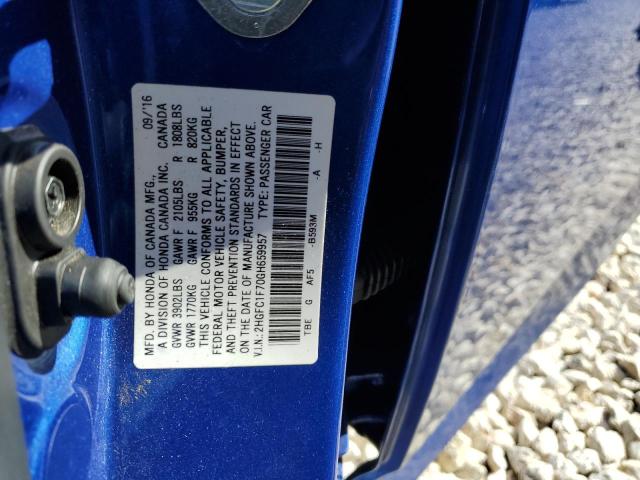 MFD. BY HONDA OF CANADA MFG., 09/16
A DIVISION OF HONDA CANADA INC. CANADA
GVWR 3902LBS GAWR F 2105LBS R 1808LBS
GVWR 1770KG GAWR F 955KG R 820KG
THIS VEHICLE CONFORMS TO ALL APPLICABLE
FEDERAL MOTOR VEHICLE SAFETY, BUMPER,
AND THEFT PREVENTION STANDARDS IN EFFECT
ON THE DATE OF MANUFACTURE SHOWN ABOVE.
V.I.N.:2HGFC1F70GH659957 TYPE:PASSENGER CAR
TBE G AF5 -B593M -A -H